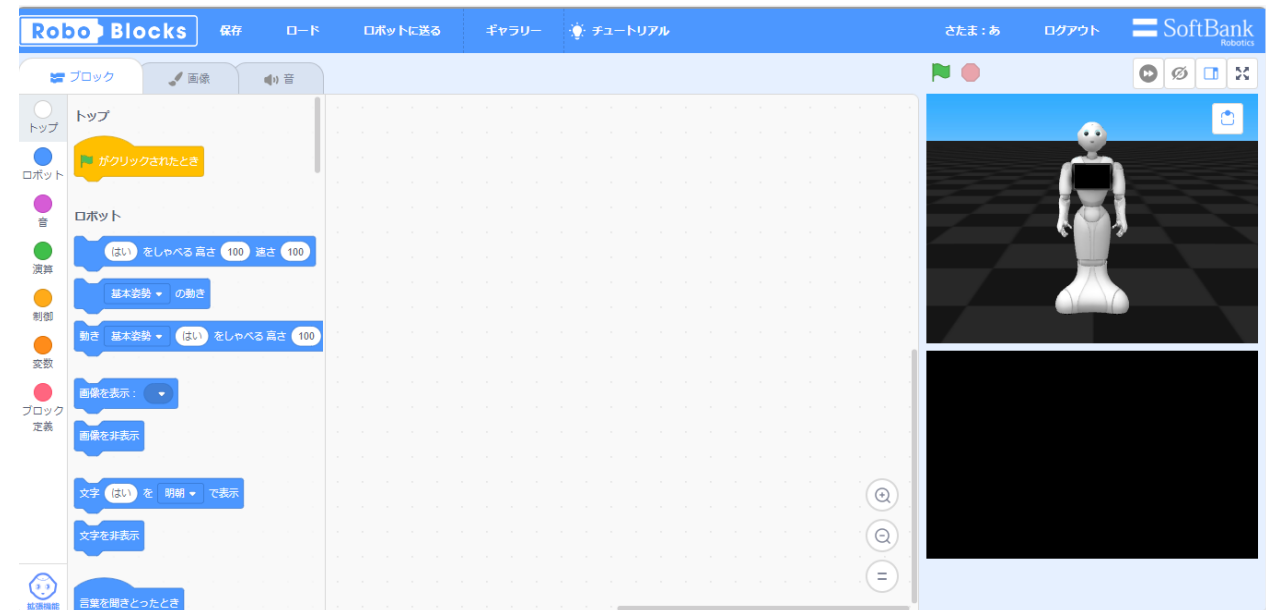 Robo Blocks 保存 ロード ロボットに送る ギャラリー チュートリアル さたま:あ ログアウト SoftBank Robotics
ブロック 画像 音
トップ
ロボット
音
演算
制御
変数
ブロック定義
拡張機能
トップ
がクリックされたとき
ロボット
はい をしゃべる 高さ 100 速さ 100
基本姿勢 の動き
動き 基本姿勢 はい をしゃべる 高さ 100
画像を表示:
画像を非表示
文字 はい を 明朝 で表示
文字を非表示
言葉を聞きとったとき